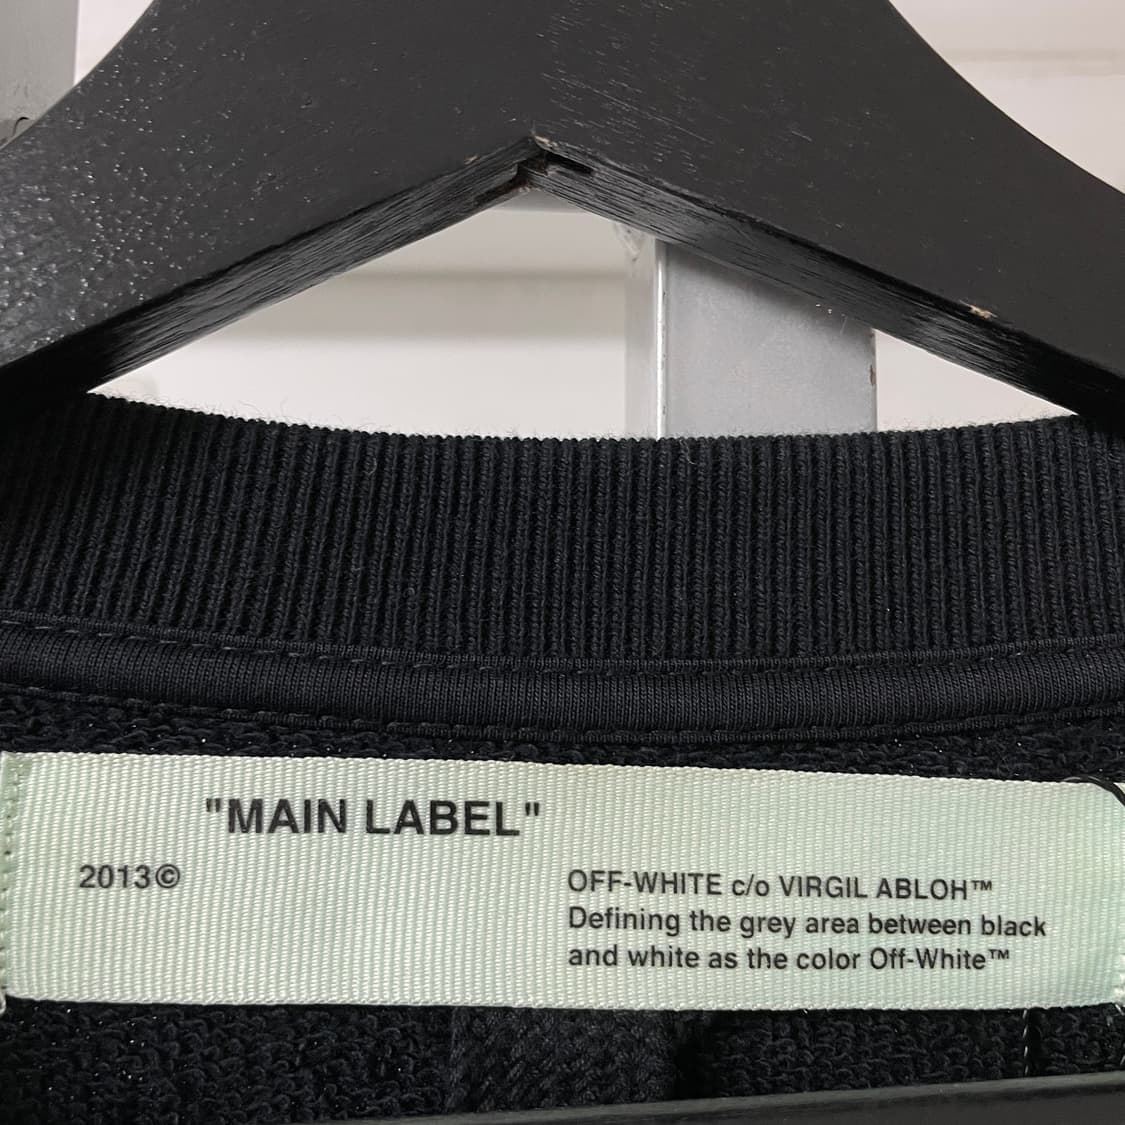 "MAIN LABEL"
2013©
OFF-WHITE c/o VIRGIL ABLOH™
Defining the grey area between black
and white as the color Off-White™